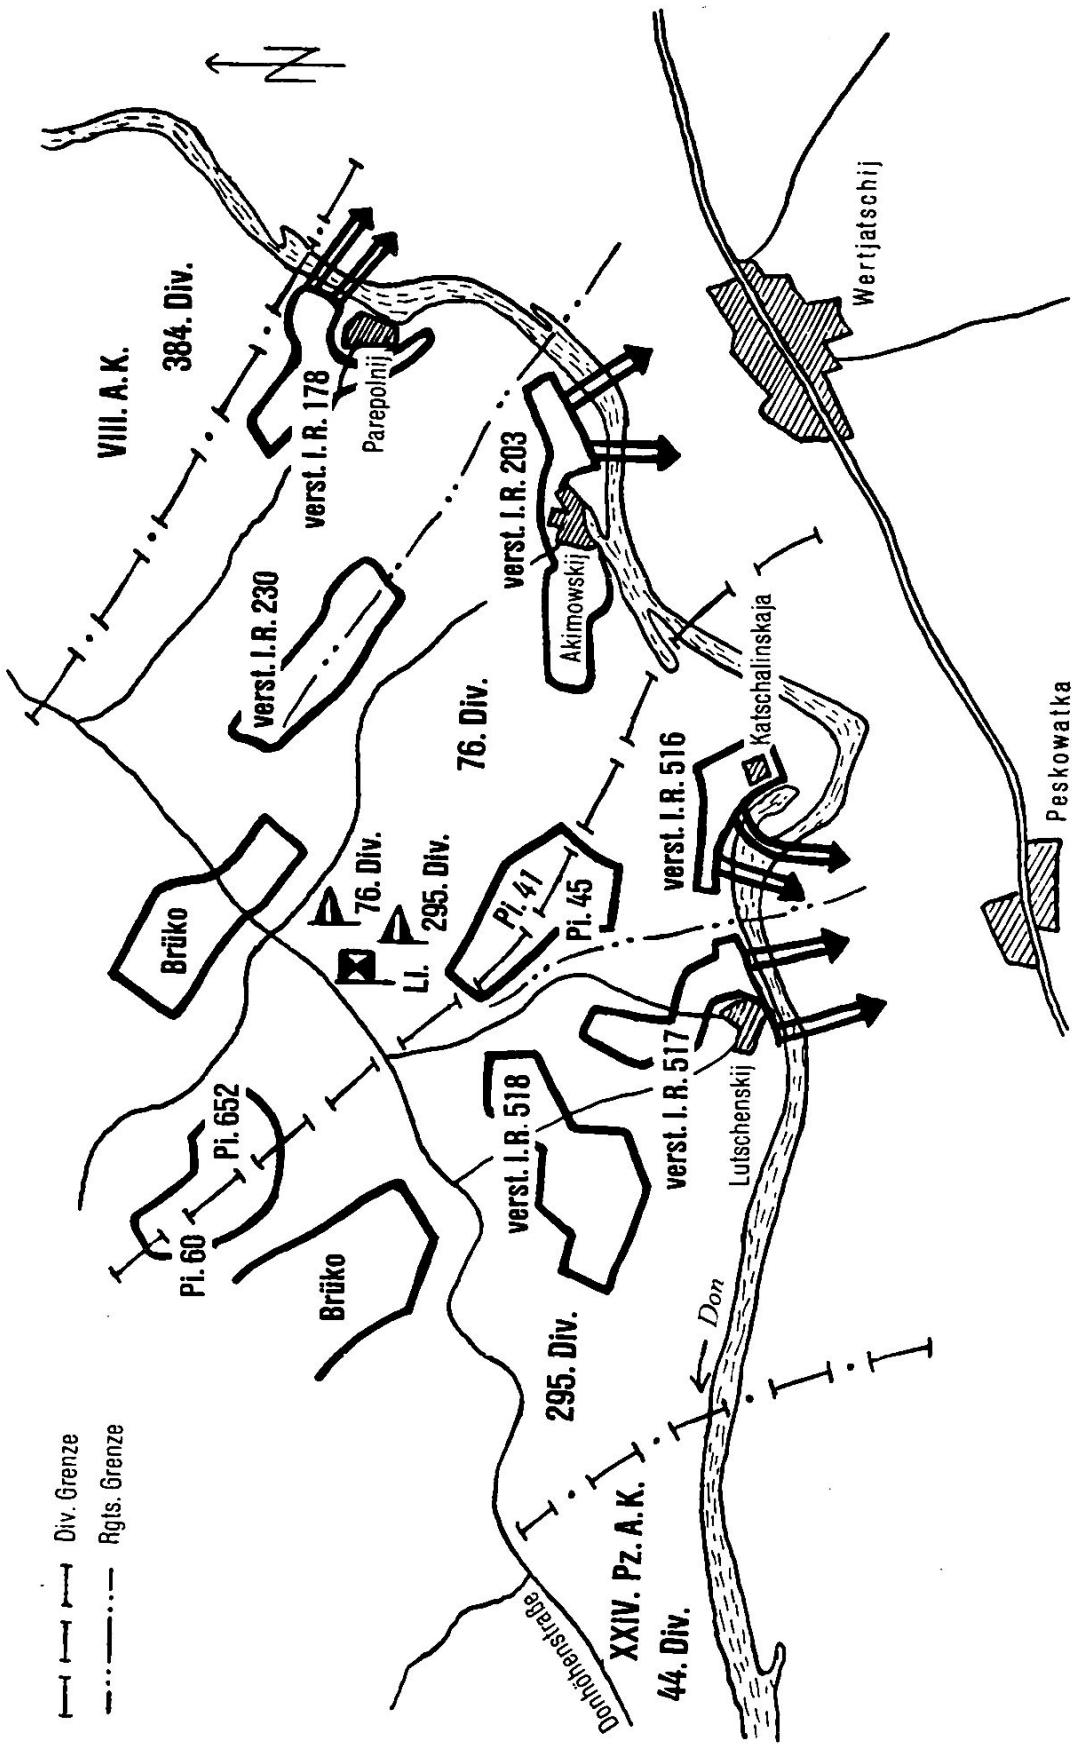 Div. Grenze
Rgts. Grenze
N
VIII. A. K.
384. Div.
verst. I. R. 178
Parepolnij
verst. I. R. 230
verst. I. R. 203
Akimowskij
76. Div.
Brüko
76. Div.
295. Div.
LI.
Pi. 41
Pi. 45
verst. I. R. 516
Katschalinskaja
Wertjatschij
Peskowatka
Pi. 652
Pi. 60
Brüko
verst. I. R. 518
verst. I. R. 517
Lutschenskij
295. Div.
Don
XXIV. Pz. A. K.
44. Div.
Donhöhenstraße